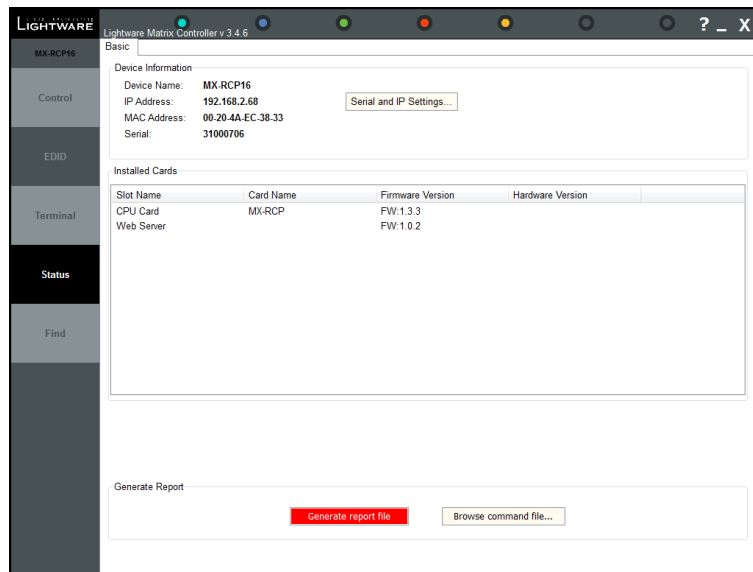 LIGHTWARE
Lightware Matrix Controller v 3.4.6
? _ X
MX-RCP16
Basic
Control
EDID
Terminal
Status
Find
Device Information
Device Name: MX-RCP16
IP Address: 192.168.2.68
Serial and IP Settings...
MAC Address: 00-20-4A-EC-38-33
Serial: 31000706
Installed Cards
Slot Name Card Name Firmware Version Hardware Version
CPU Card MX-RCP FW:1.3.3
Web Server FW:1.0.2
Generate Report
Generate report file Browse command file...